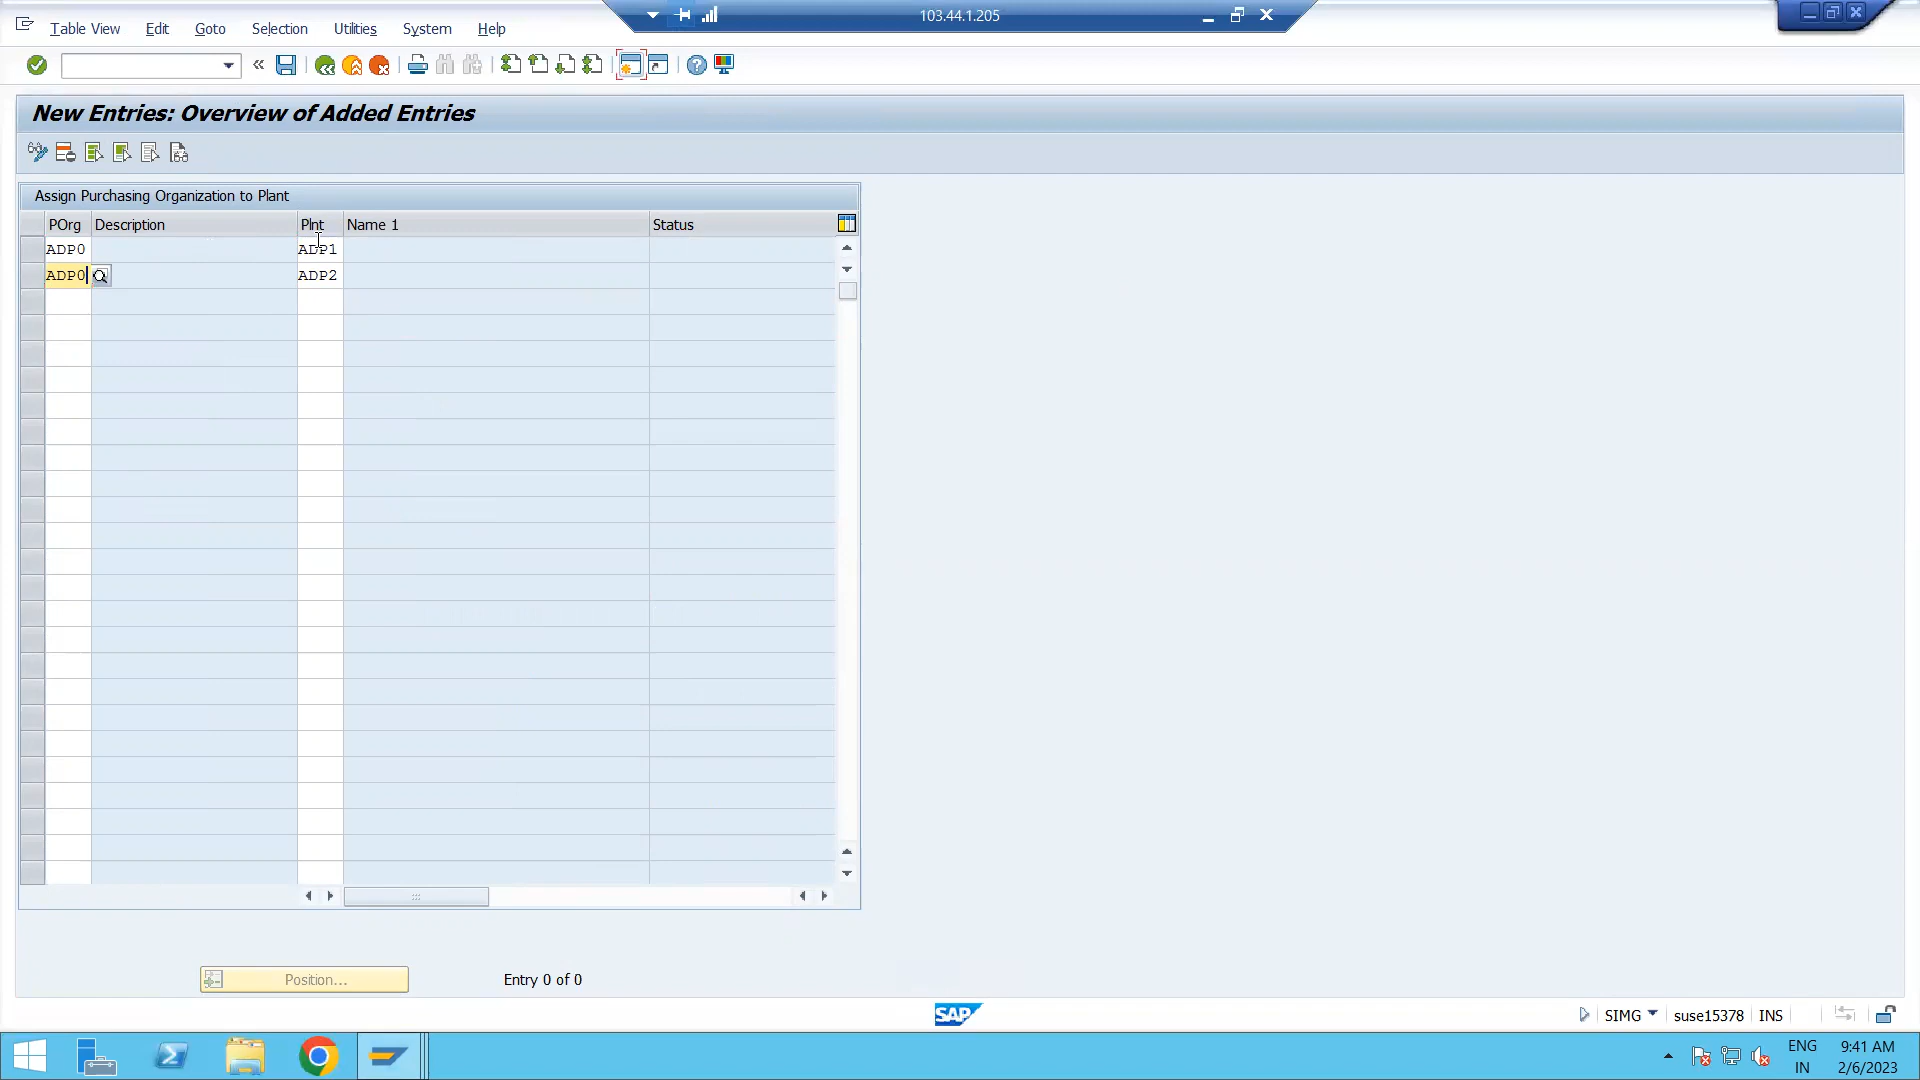 103.44.1.205
Table View Edit Goto Selection Utilities System Help
New Entries: Overview of Added Entries
Assign Purchasing Organization to Plant
POrg Description Plnt Name 1 Status
ADP0 ADP1
ADP0 ADP2
Position... Entry 0 of 0
SAP SIMG suse15378 INS
ENG 9:41 AM
IN 2/6/2023